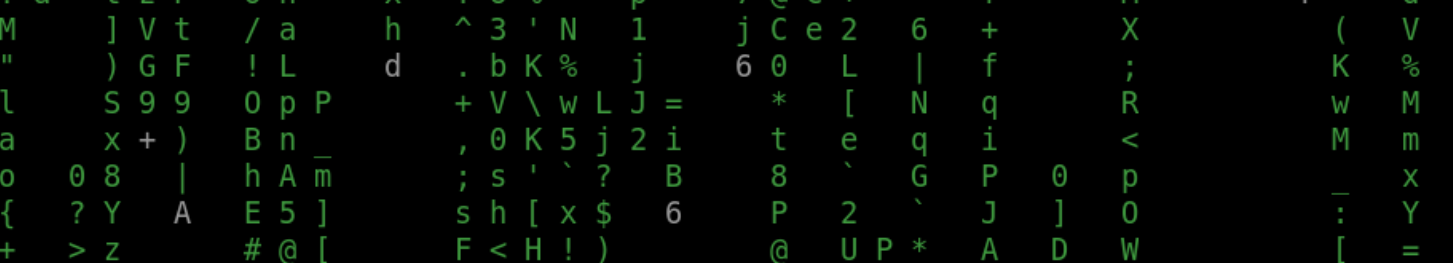 M ] V t / a h ^ 3 ' N 1 j C e 2 6 + X ( V
" ) G F ! L d . b K % j 6 0 L | f ; K %
l S 9 9 O p P + V \ w L J = * [ N q R w M
a x + ) B n _ , 0 K 5 j 2 i t e q i < M m
o 0 8 | h A m ; s ' ` ? B 8 ` G P 0 p _ x
{ ? Y A E 5 ] s h [ x $ 6 P 2 ` J ] O : Y
+ > z # @ [ F < H ! ) @ U P * A D W [ =